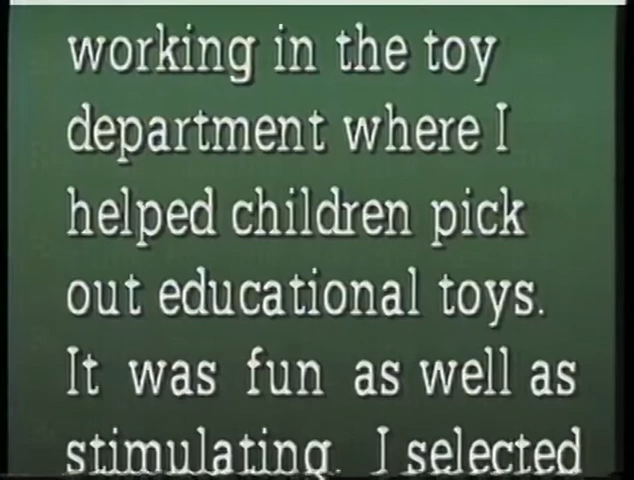 working in the toy
department where I
helped children pick
out educational toys.
It was fun as well as
stimulating. I selected